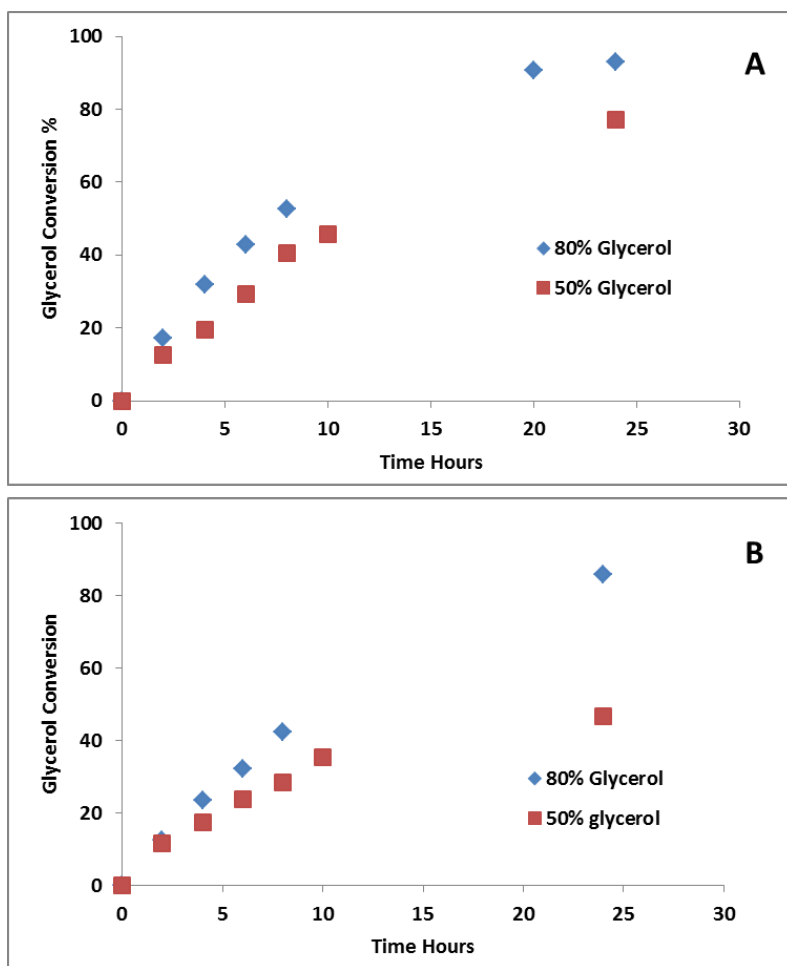 A
100
80
60
40
20
0
Glycerol Conversion %
80% Glycerol
50% Glycerol
0 5 10 15 20 25 30
Time Hours
B
100
80
60
40
20
0
Glycerol Conversion
80% Glycerol
50% glycerol
0 5 10 15 20 25 30
Time Hours